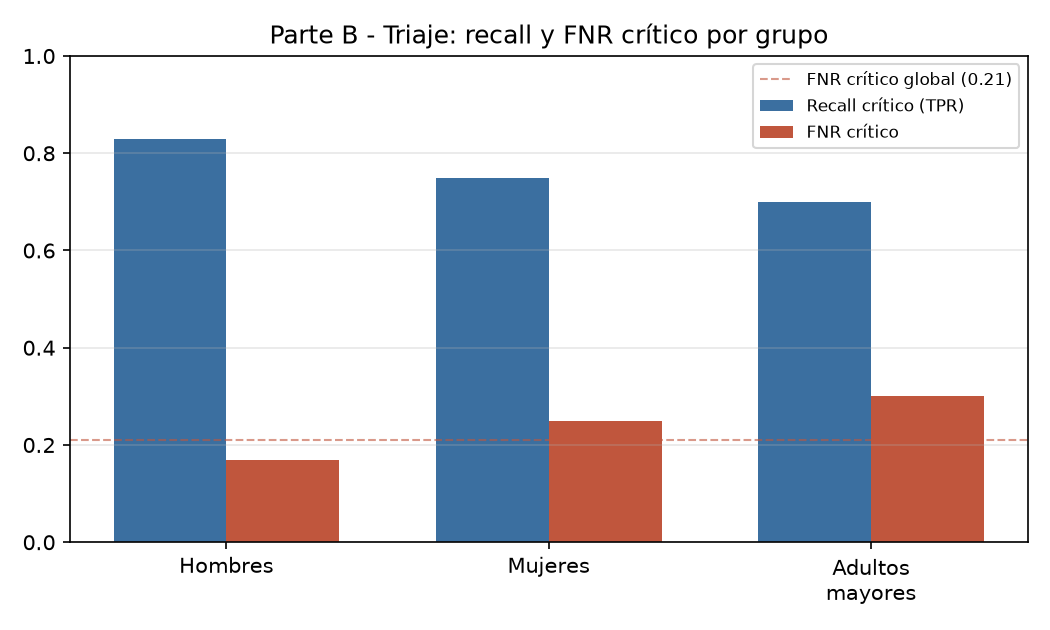 Parte B - Triaje: recall y FNR crítico por grupo
1.0
0.8
0.6
0.4
0.2
0.0
FNR crítico global (0.21)
Recall crítico (TPR)
FNR crítico
Hombres
Mujeres
Adultos
mayores